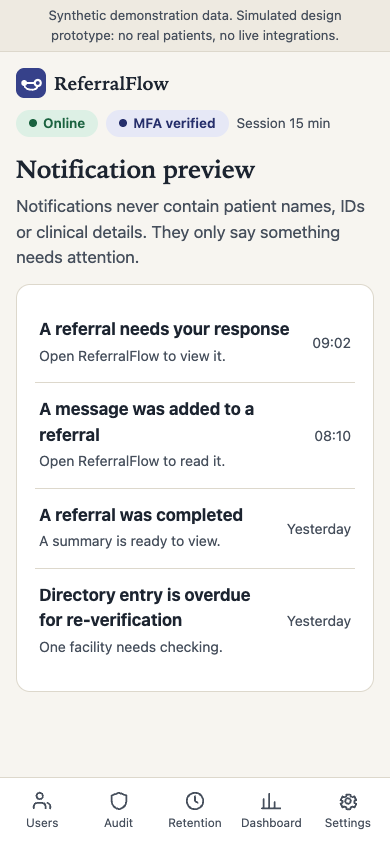 Synthetic demonstration data. Simulated design
prototype: no real patients, no live integrations.
ReferralFlow
Online
MFA verified
Session 15 min
Notification preview
Notifications never contain patient names, IDs
or clinical details. They only say something
needs attention.
A referral needs your response
Open ReferralFlow to view it.
09:02
A message was added to a
referral
Open ReferralFlow to read it.
08:10
A referral was completed
A summary is ready to view.
Yesterday
Directory entry is overdue
for re-verification
One facility needs checking.
Yesterday
Users
Audit
Retention
Dashboard
Settings